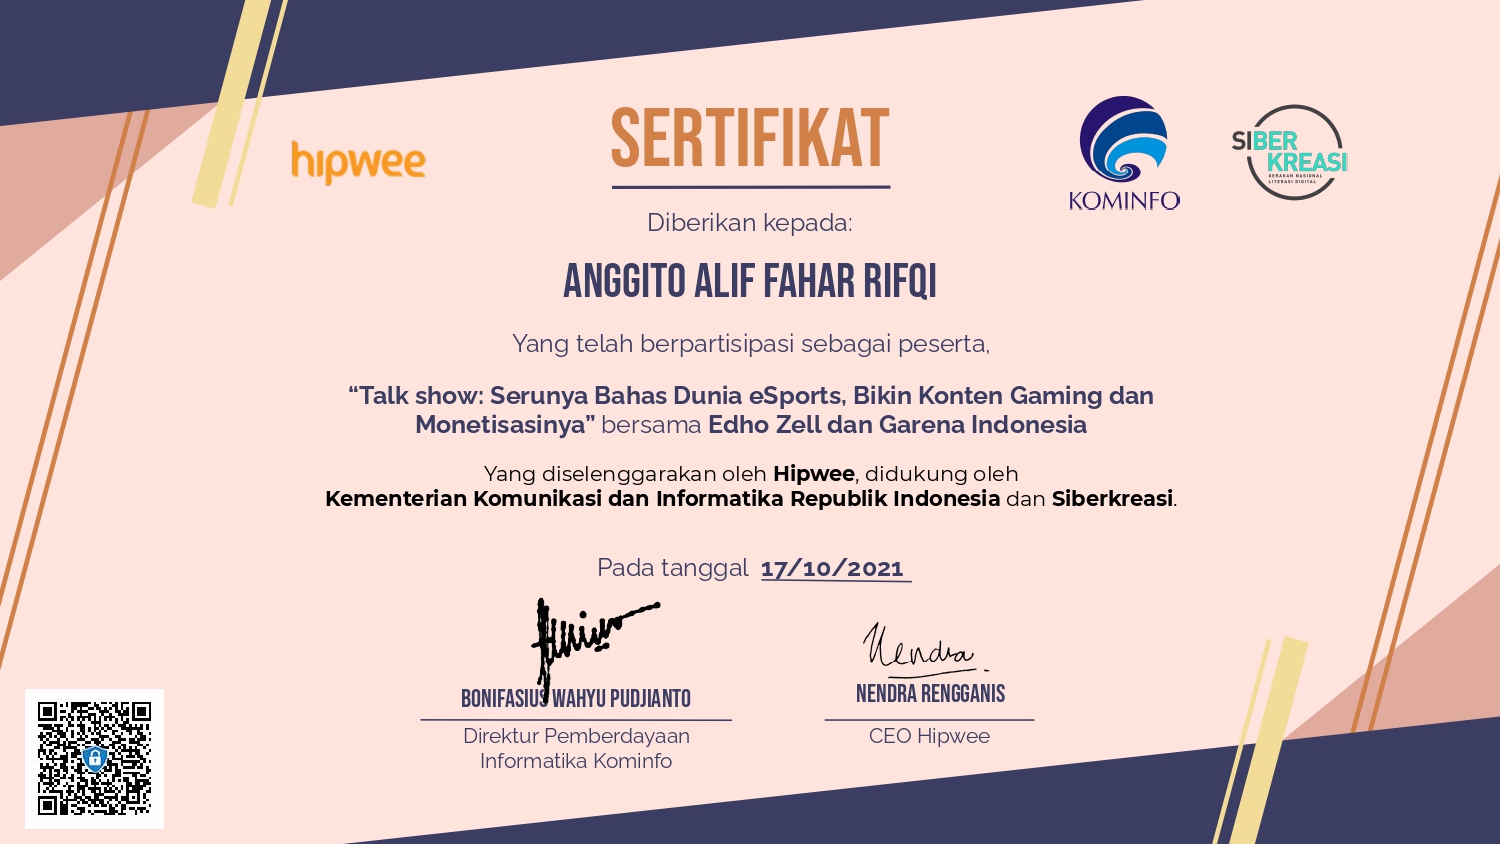 hipwee
SERTIFIKAT
KOMINFO
SIBER
KREASI
GERAKAN NASIONAL
LITERASI DIGITAL
Diberikan kepada:
ANGGITO ALIF FAHAR RIFQI
Yang telah berpartisipasi sebagai peserta,
“Talk show: Serunya Bahas Dunia eSports, Bikin Konten Gaming dan
Monetisasinya” bersama Edho Zell dan Garena Indonesia
Yang diselenggarakan oleh Hipwee, didukung oleh
Kementerian Komunikasi dan Informatika Republik Indonesia dan Siberkreasi.
Pada tanggal 17/10/2021
Nendra
BONIFASIUS WAHYU PUDJIANTO
Direktur Pemberdayaan
Informatika Kominfo
NENDRA RENGGANIS
CEO Hipwee